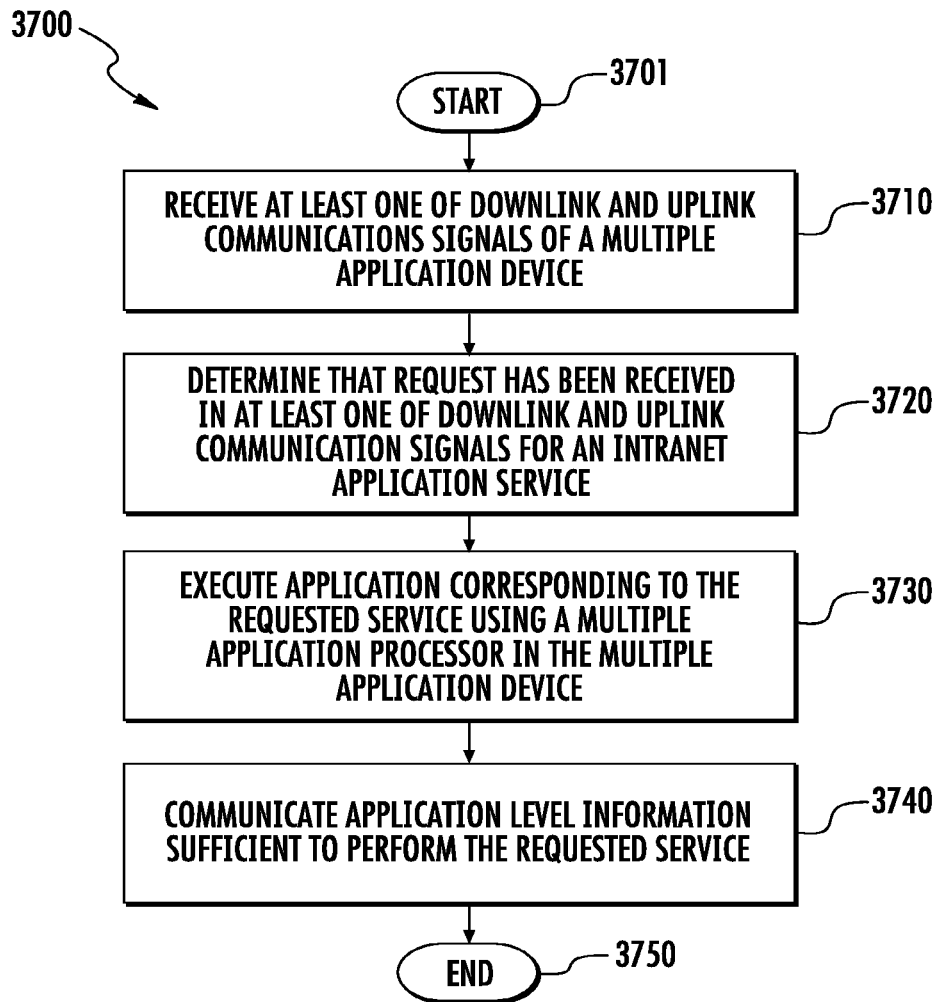 3700
START
3701
RECEIVE AT LEAST ONE OF DOWNLINK AND UPLINK
COMMUNICATIONS SIGNALS OF A MULTIPLE
APPLICATION DEVICE
3710
DETERMINE THAT REQUEST HAS BEEN RECEIVED
IN AT LEAST ONE OF DOWNLINK AND UPLINK
COMMUNICATION SIGNALS FOR AN INTRANET
APPLICATION SERVICE
3720
EXECUTE APPLICATION CORRESPONDING TO THE
REQUESTED SERVICE USING A MULTIPLE
APPLICATION PROCESSOR IN THE MULTIPLE
APPLICATION DEVICE
3730
COMMUNICATE APPLICATION LEVEL INFORMATION
SUFFICIENT TO PERFORM THE REQUESTED SERVICE
3740
END
3750